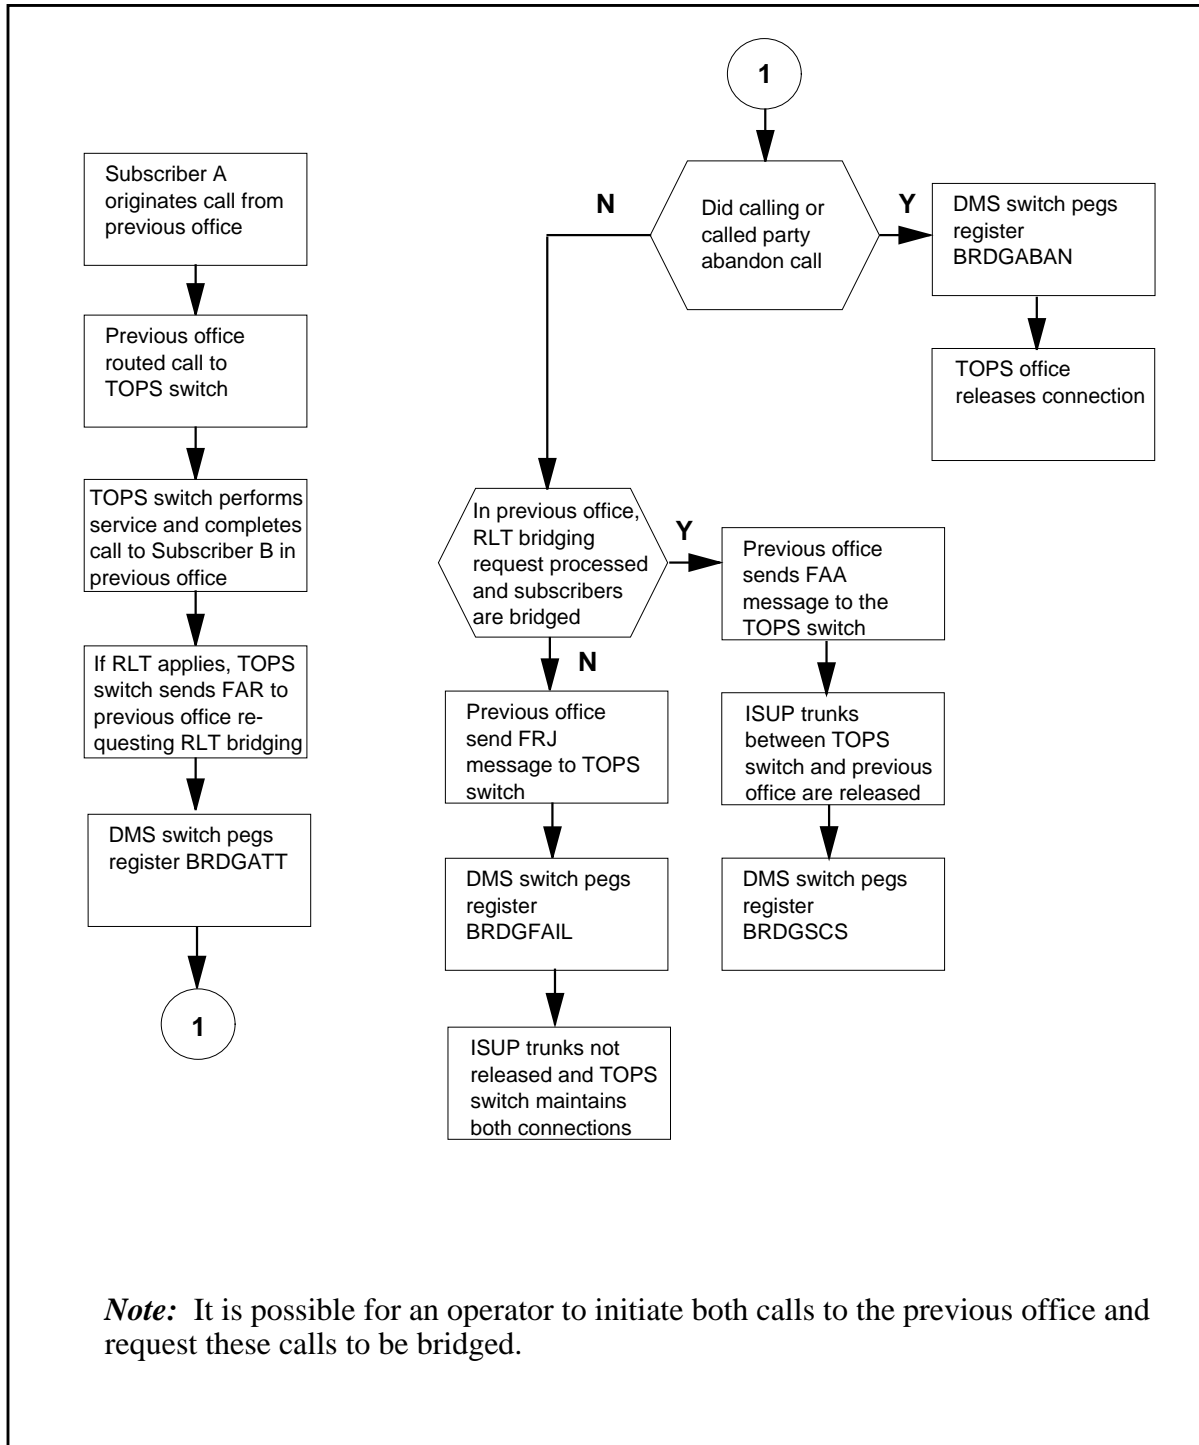 Subscriber A
originates call from
previous office
Previous office
routed call to
TOPS switch
TOPS switch performs
service and completes
call to Subscriber B in
previous office
If RLT applies, TOPS
switch sends FAR to
previous office re-
questing RLT bridging
DMS switch pegs
register BRDGATT
1
1
Did calling or
called party
abandon call
N
Y
DMS switch pegs
register
BRDGABAN
TOPS office
releases connection
In previous office,
RLT bridging
request processed
and subscribers
are bridged
Y
N
Previous office
send FRJ
message to TOPS
switch
DMS switch pegs
register
BRDGFAIL
ISUP trunks not
released and TOPS
switch maintains
both connections
Previous office
sends FAA
message to the
TOPS switch
ISUP trunks
between TOPS
switch and previous
office are released
DMS switch pegs
register
BRDGSCS
Note: It is possible for an operator to initiate both calls to the previous office and
request these calls to be bridged.